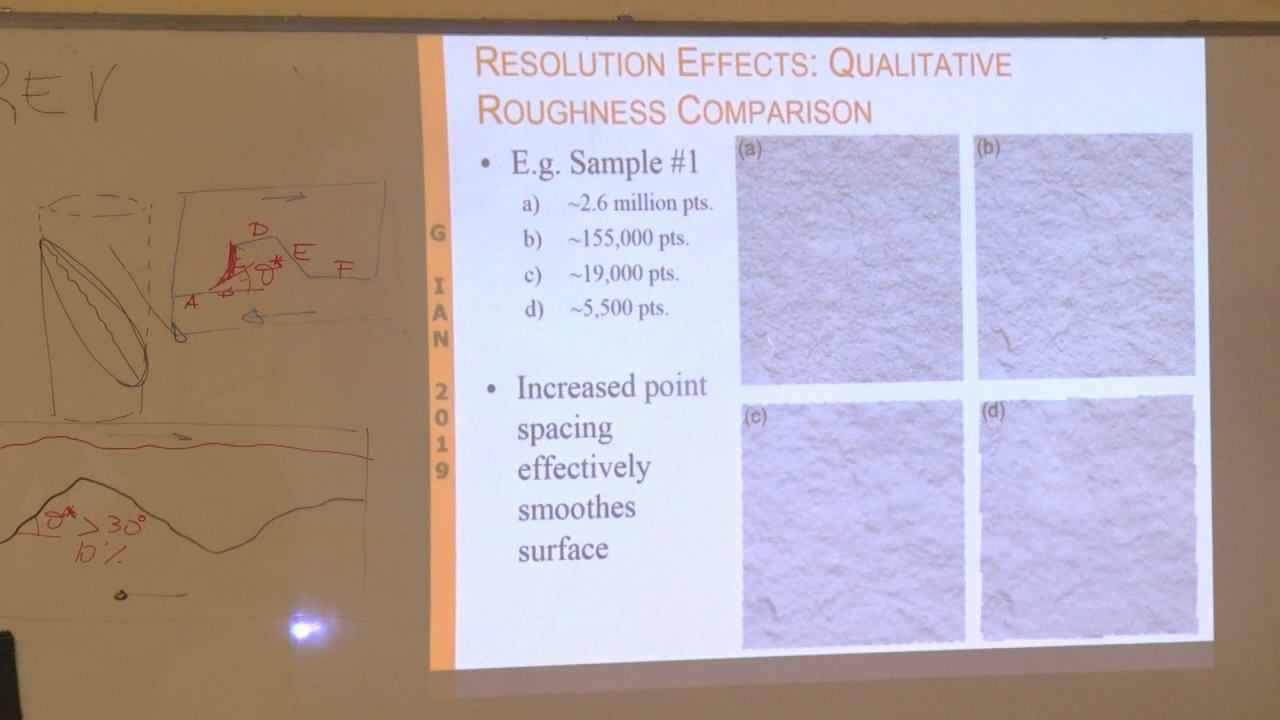 REV
D
E
F
θ*
A
θ* > 30°
10%
RESOLUTION EFFECTS: QUALITATIVE
ROUGHNESS COMPARISON
• E.g. Sample #1
a) ~2.6 million pts.
b) ~155,000 pts.
c) ~19,000 pts.
d) ~5,500 pts.
• Increased point
spacing
effectively
smoothes
surface
(a)
(b)
(c)
(d)
G
I
A
N
2
0
1
9